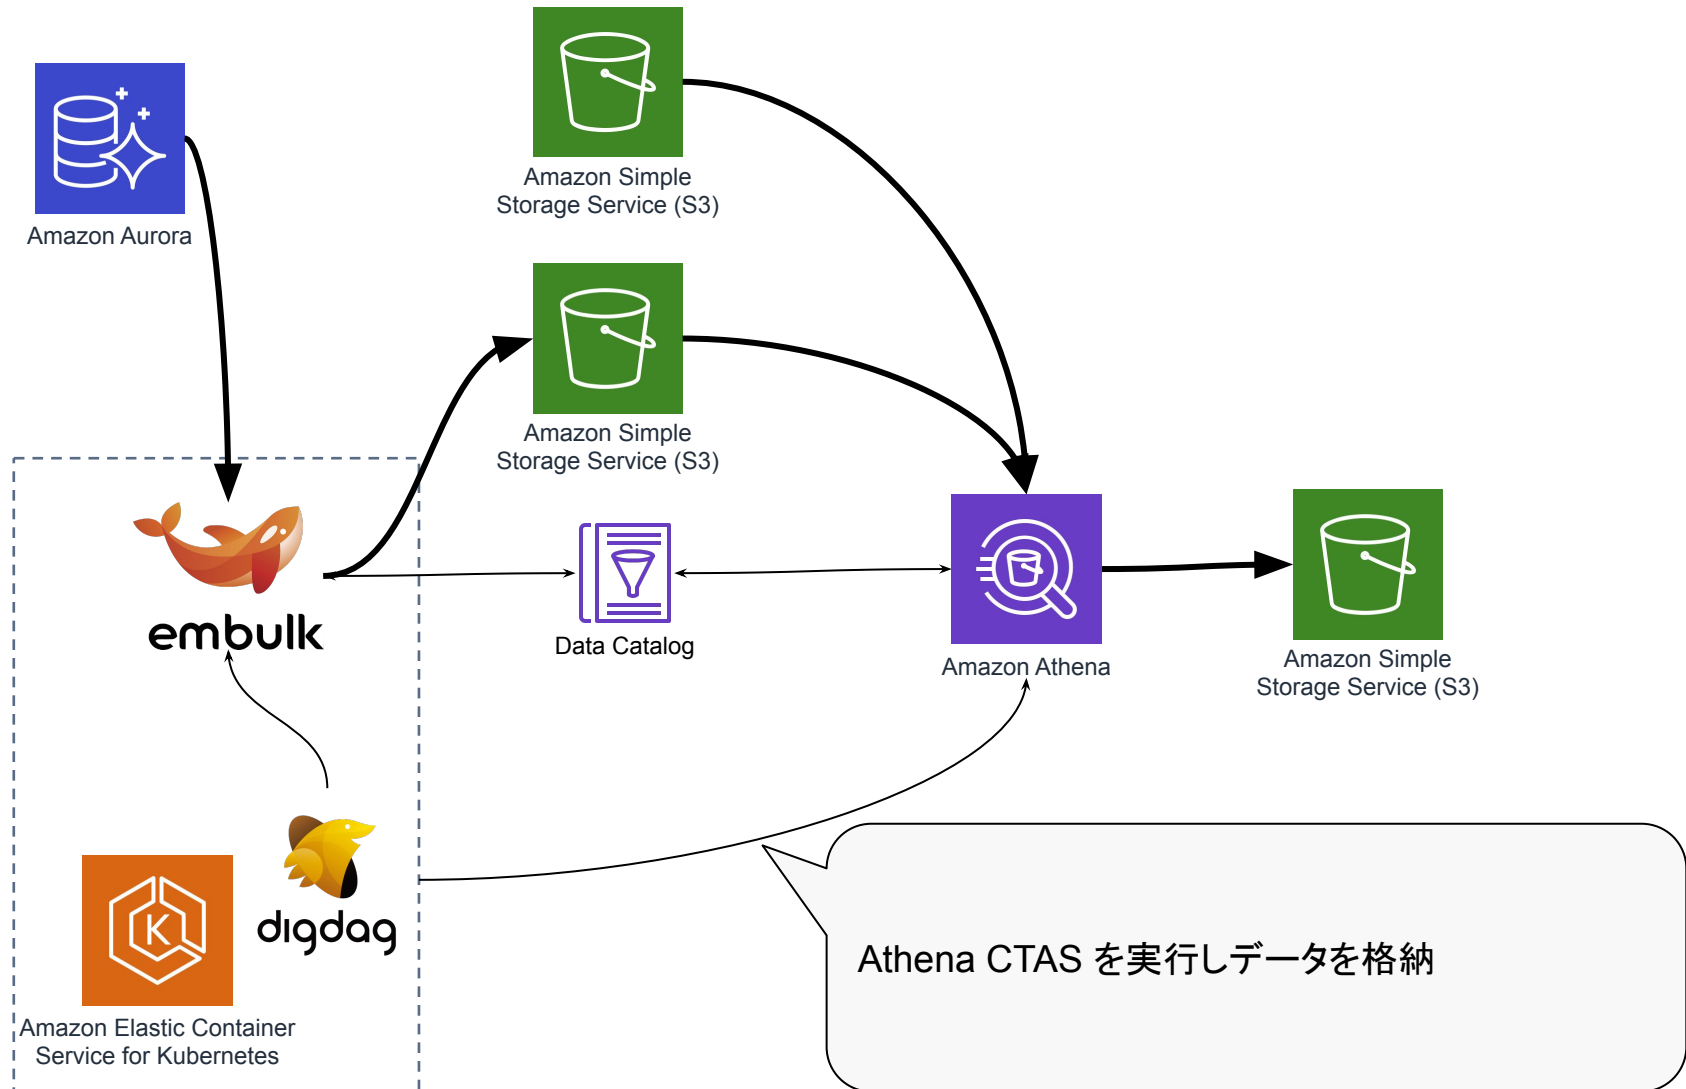 Amazon Simple
Storage Service (S3)
Amazon Aurora
Amazon Simple
Storage Service (S3)
embulk
Data Catalog
Amazon Athena
Amazon Simple
Storage Service (S3)
digdag
K
Amazon Elastic Container
Service for Kubernetes
Athena CTAS を実行しデータを格納